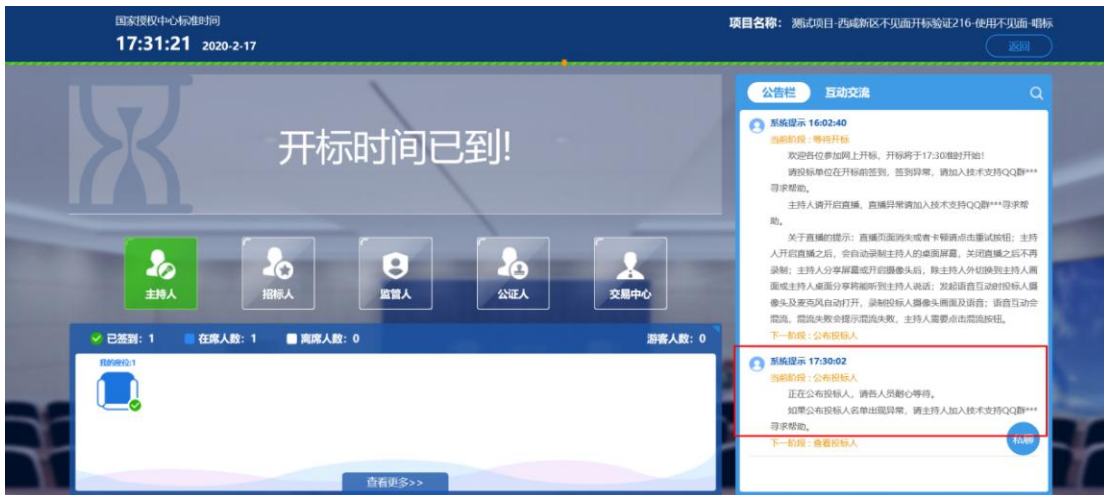 国家授权中心标准时间
17:31:21 2020-2-17
项目名称： 测试项目-西咸新区不见面开标验证216-使用不见面-唱标
返回
开标时间已到!
主持人
招标人
监管人
公证人
交易中心
已签到：1 在席人数：1 离席人数：0 游客人数：0
我的座位:1
查看更多>>
公告栏 互动交流
系统提示 16:02:40
当前阶段 : 等待开标
欢迎各位参加网上开标，开标将于17:30准时开始!
请投标单位在开标前签到，签到异常，请加入技术支持QQ群***
寻求帮助。
主持人请开启直播，直播异常请加入技术支持QQ群***寻求帮
助。
关于直播的提示：直播页面消失或者卡顿请点击重试按钮；主持
人开启直播之后，会自动录制主持人的桌面屏幕，关闭直播之后不再
录制；主持人分享屏幕或开启摄像头后，除主持人外切换到主持人画
面或主持人桌面分享将能听到主持人说话；发起语音互动时投标人摄
像头及麦克风自动打开，录制投标人摄像头画面及语音；语音互动会
混流，混流失败会提示混流失败，主持人需要点击混流按钮。
下一阶段 : 公布投标人
系统提示 17:30:02
当前阶段 : 公布投标人
正在公布投标人，请各人员耐心等待。
如果公布投标人名单出现异常，请主持人加入技术支持QQ群***
寻求帮助。
下一阶段 : 查看投标人
私聊